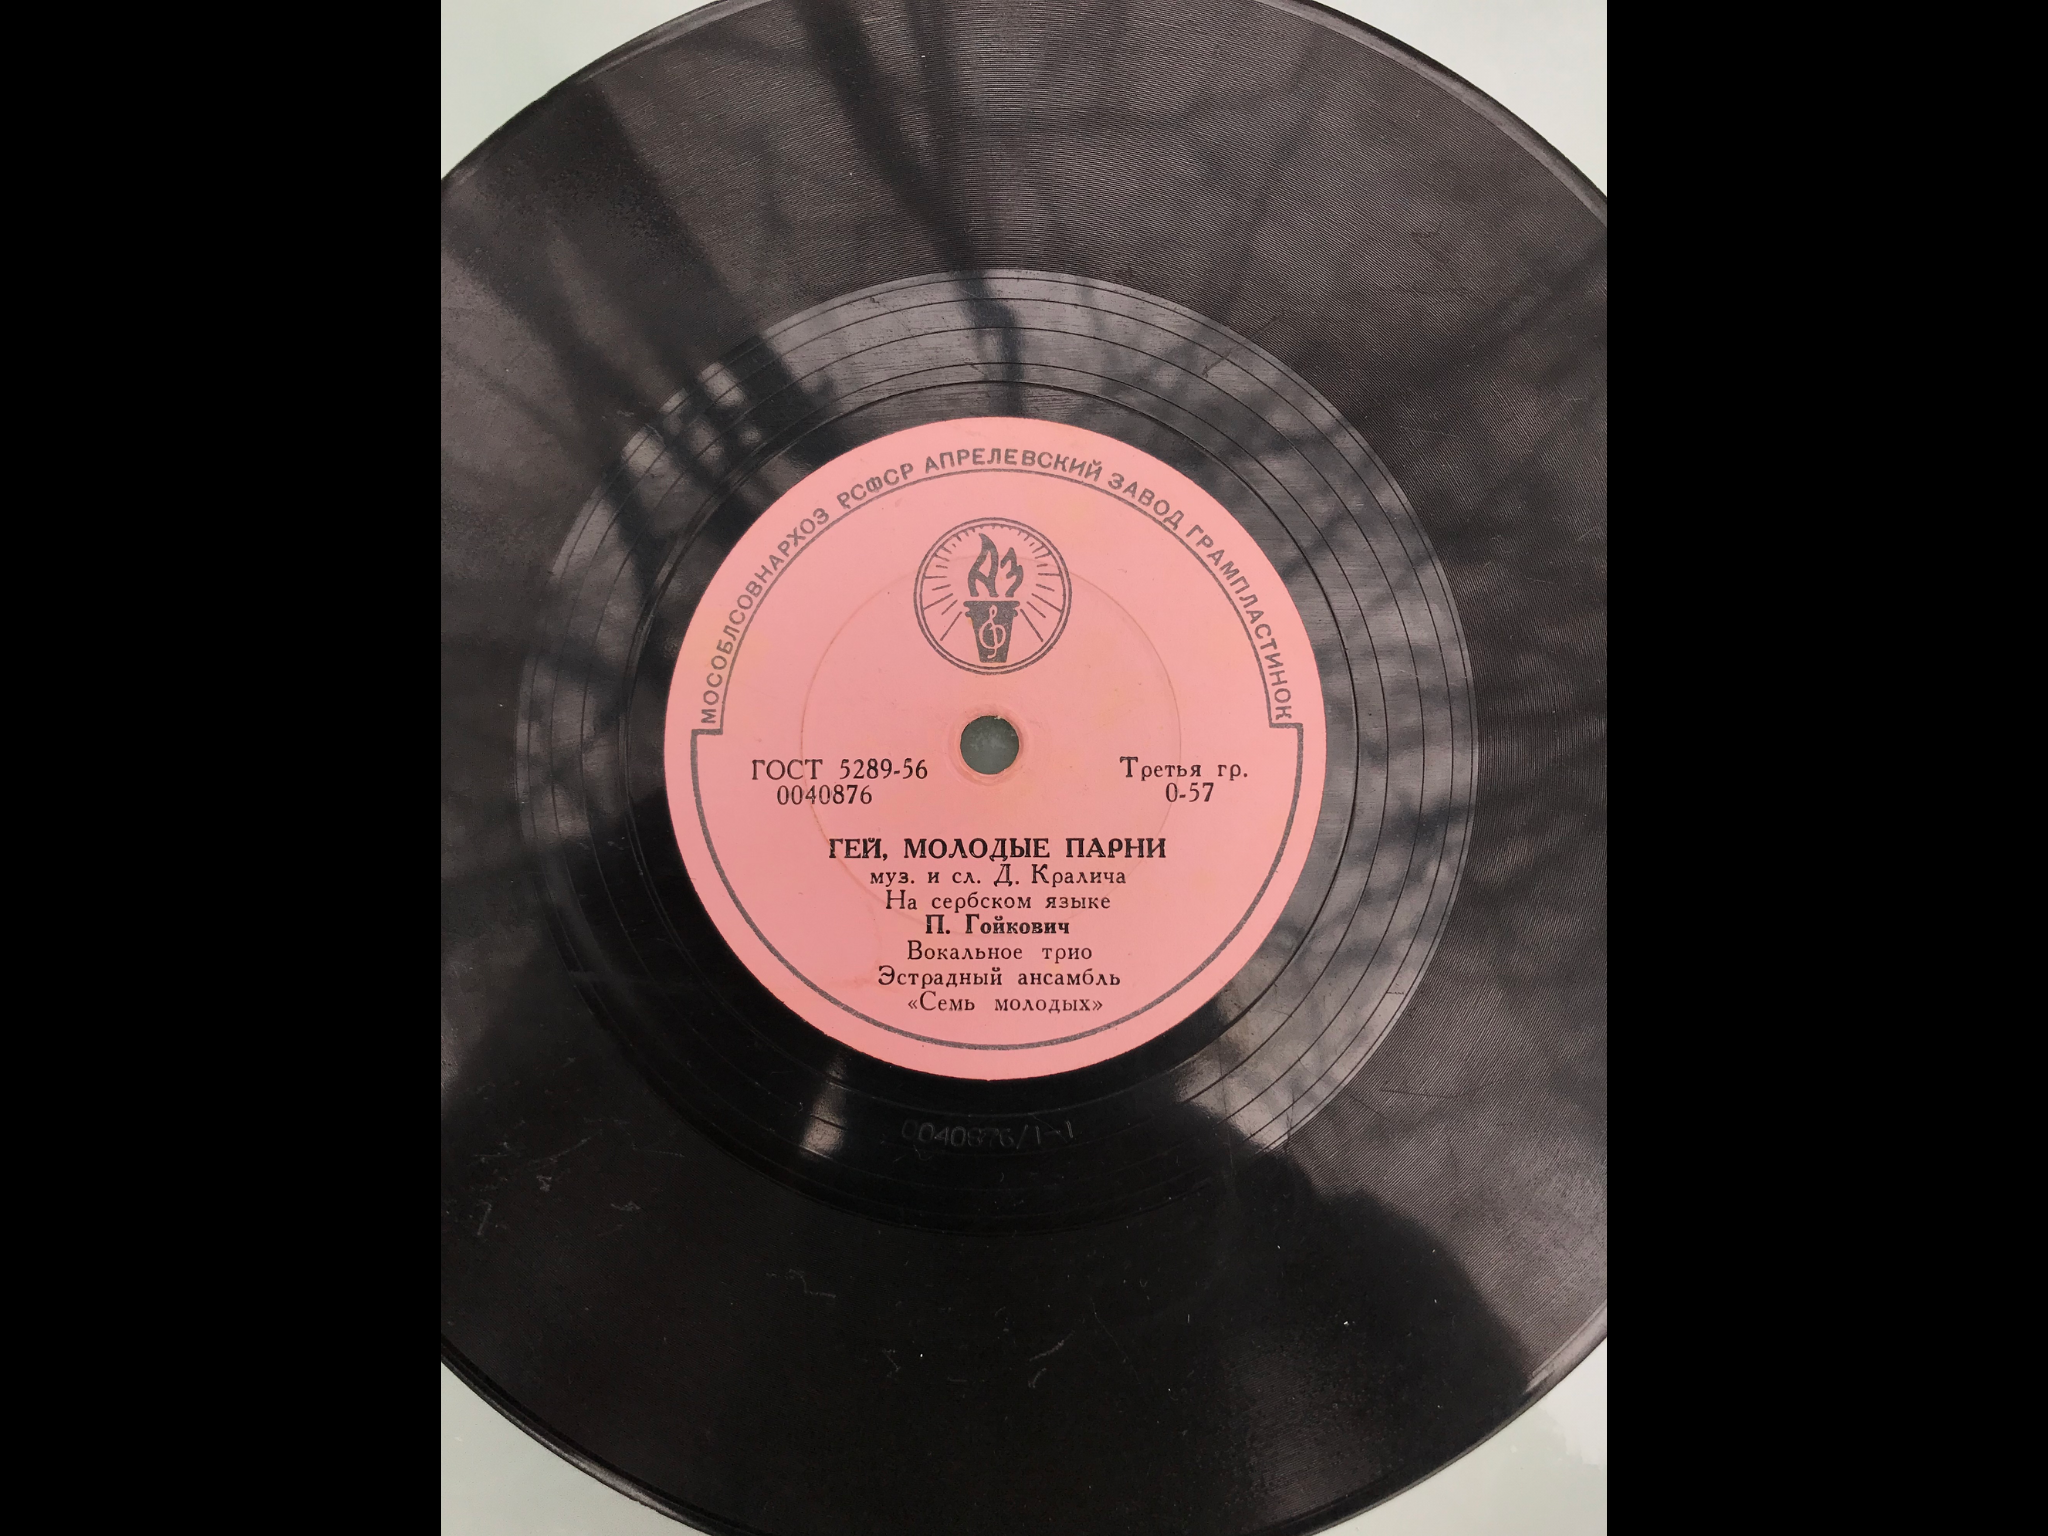 МОСОБЛСОВНАРХОЗ РСФСР АПРЕЛЕВСКИЙ ЗАВОД ГРАМПЛАСТИНОК
АЗ
ГОСТ 5289-56
0040876
Третья гр.
0-57
ГЕЙ, МОЛОДЫЕ ПАРНИ
муз. и сл. Д. Кралича
На сербском языке
П. Гойкович
Вокальное трио
Эстрадный ансамбль
«Семь молодых»
0040876/1-1